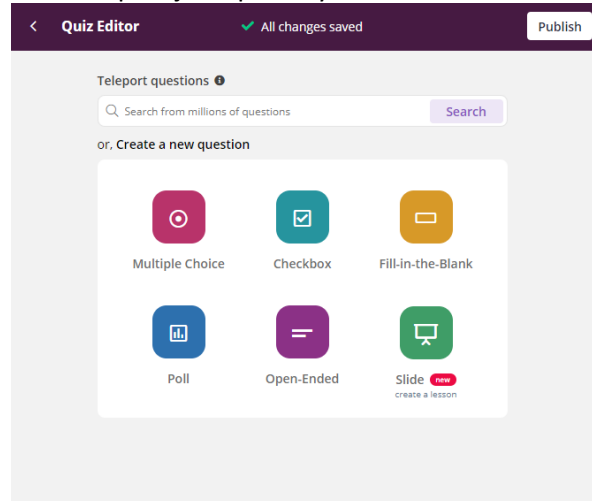 Quiz Editor
All changes saved
Publish
Teleport questions
Search from millions of questions
Search
or, Create a new question
Multiple Choice
Checkbox
Fill-in-the-Blank
Poll
Open-Ended
Slide new
create a lesson